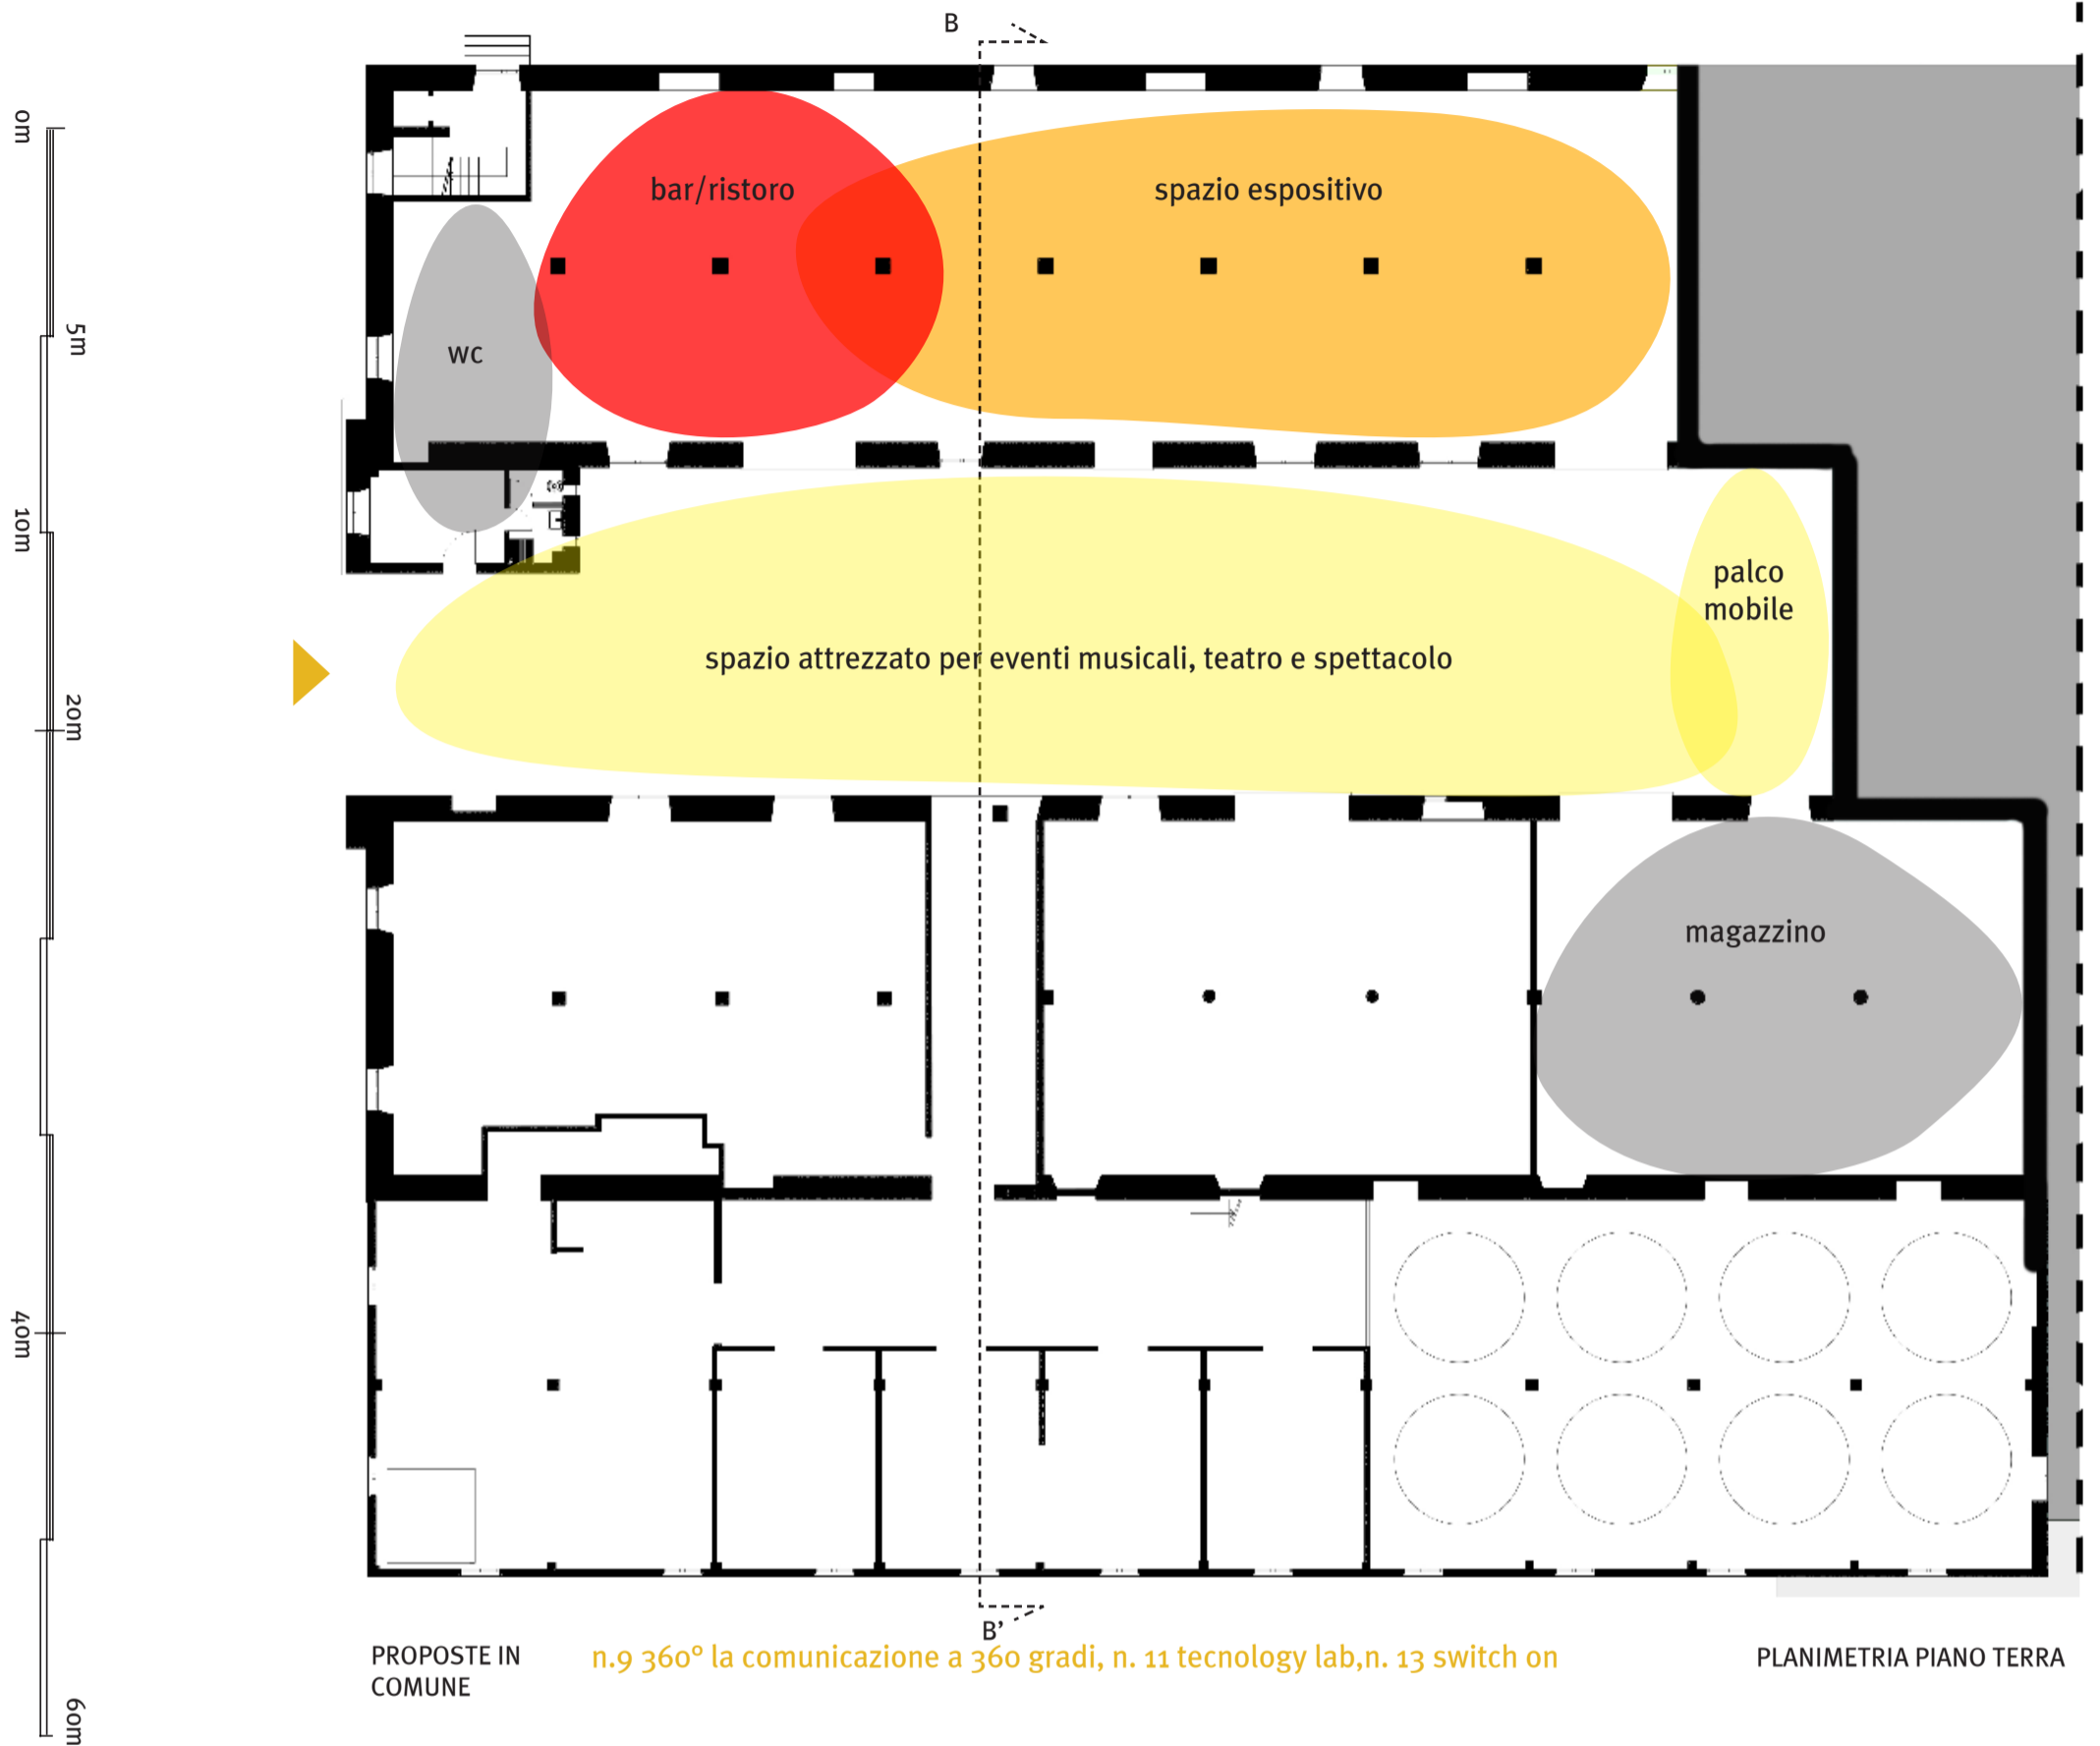 B
0m
bar/ristoro
spazio espositivo
5m
wc
10m
palco
mobile
spazio attrezzato per eventi musicali, teatro e spettacolo
20m
magazzino
40m
B’
PROPOSTE IN
COMUNE
n.9 360° la comunicazione a 360 gradi, n. 11 tecnology lab,n. 13 switch on
PLANIMETRIA PIANO TERRA
60m